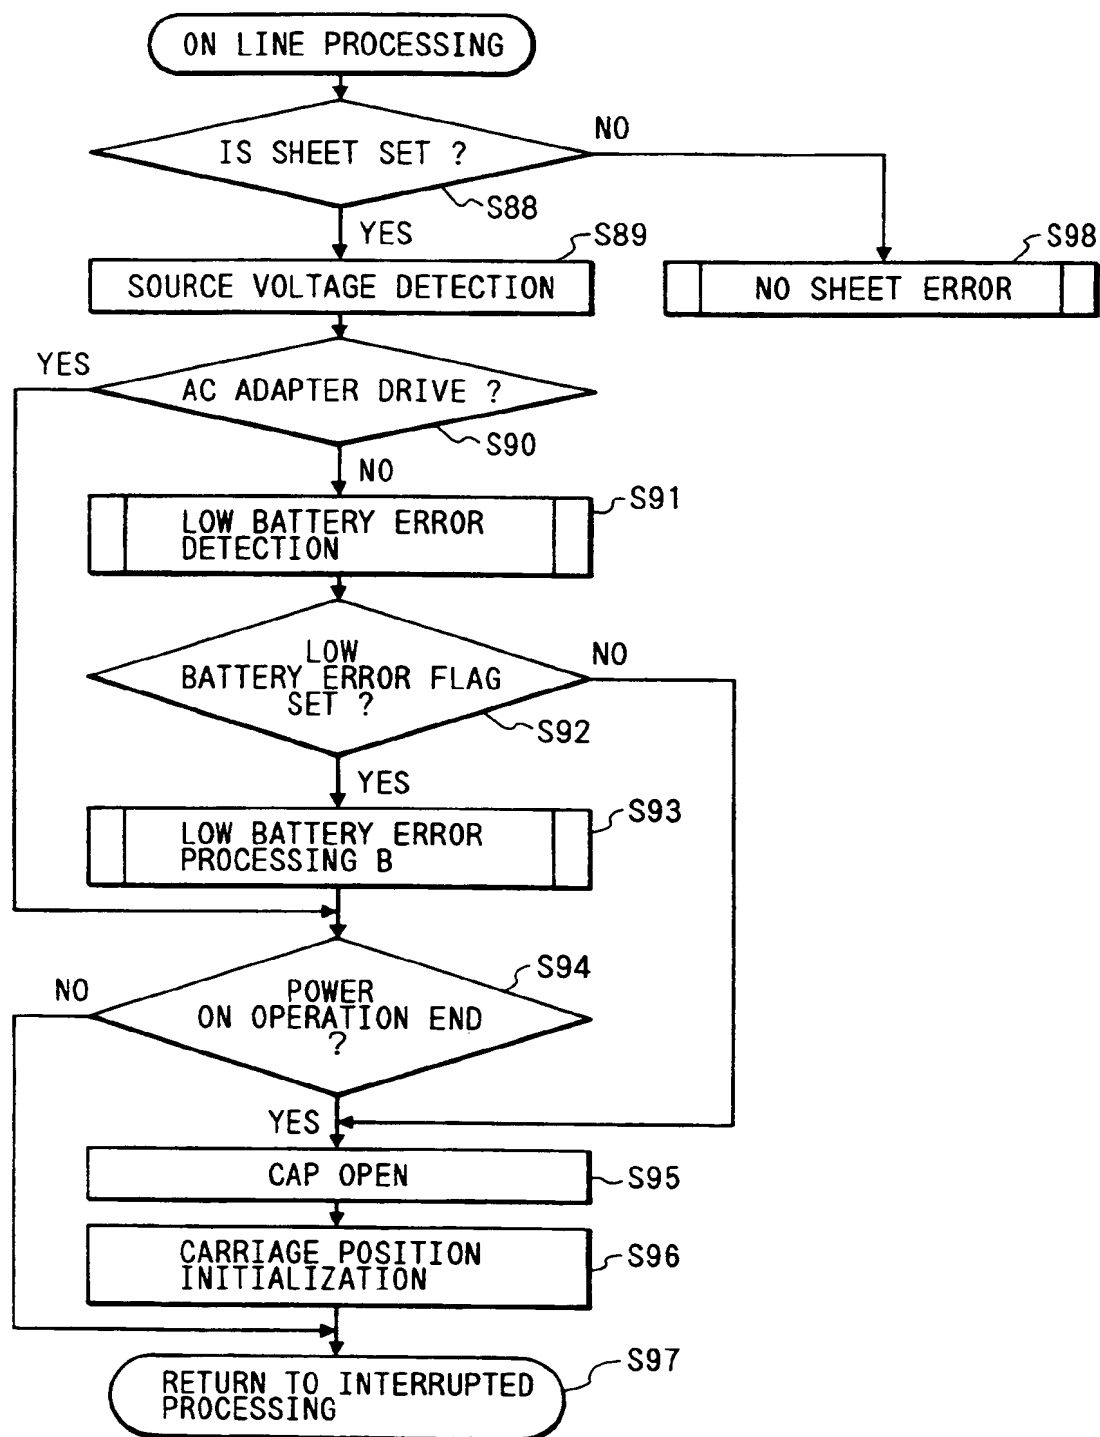 ON LINE PROCESSING
IS SHEET SET ?
NO
S88
YES
S89
SOURCE VOLTAGE DETECTION
S98
NO SHEET ERROR
YES
AC ADAPTER DRIVE ?
S90
NO
S91
LOW BATTERY ERROR
DETECTION
LOW
BATTERY ERROR FLAG
SET ?
NO
S92
YES
S93
LOW BATTERY ERROR
PROCESSING B
S94
NO
POWER
ON OPERATION END
?
YES
CAP OPEN
S95
CARRIAGE POSITION
INITIALIZATION
S96
S97
RETURN TO INTERRUPTED
PROCESSING